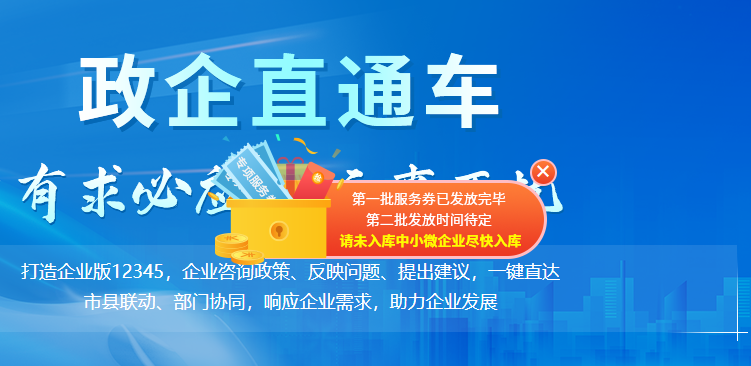 政企直通车
有求必应
专项服务券
第一批服务券已发放完毕
第二批发放时间待定
请未入库中小微企业尽快入库
打造企业版12345，企业咨询政策、反映问题、提出建议，一键直达
市县联动、部门协同，响应企业需求，助力企业发展